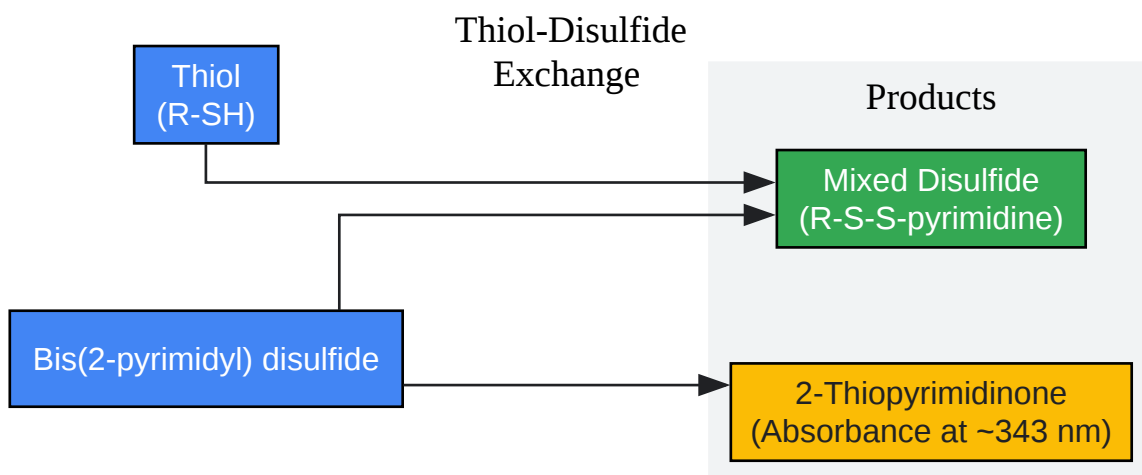 Thiol-Disulfide
Exchange
Thiol
(R-SH)
Products
Mixed Disulfide
(R-S-S-pyrimidine)
Bis(2-pyrimidyl) disulfide
2-Thiopyrimidinone
(Absorbance at ~343 nm)